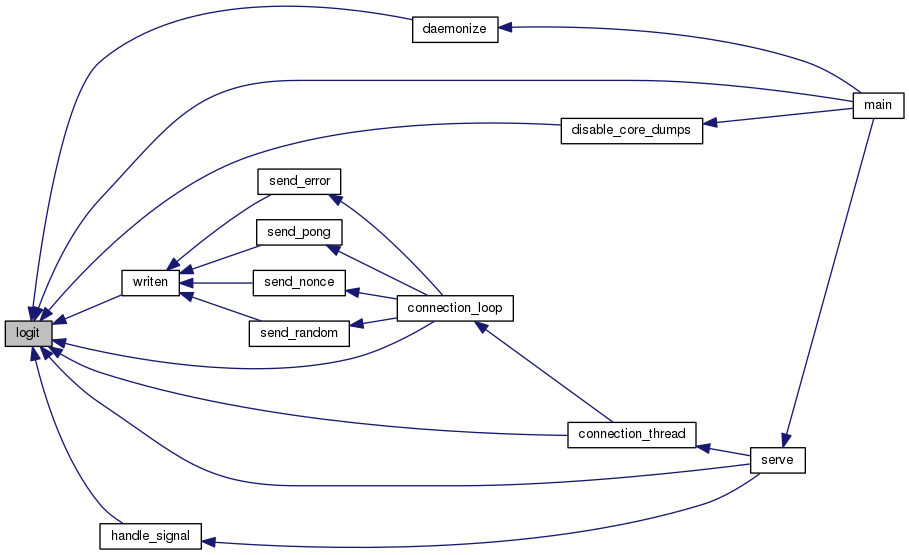 daemonize
main
disable_core_dumps
send_error
send_pong
writen
send_nonce
connection_loop
logit
send_random
connection_thread
serve
handle_signal